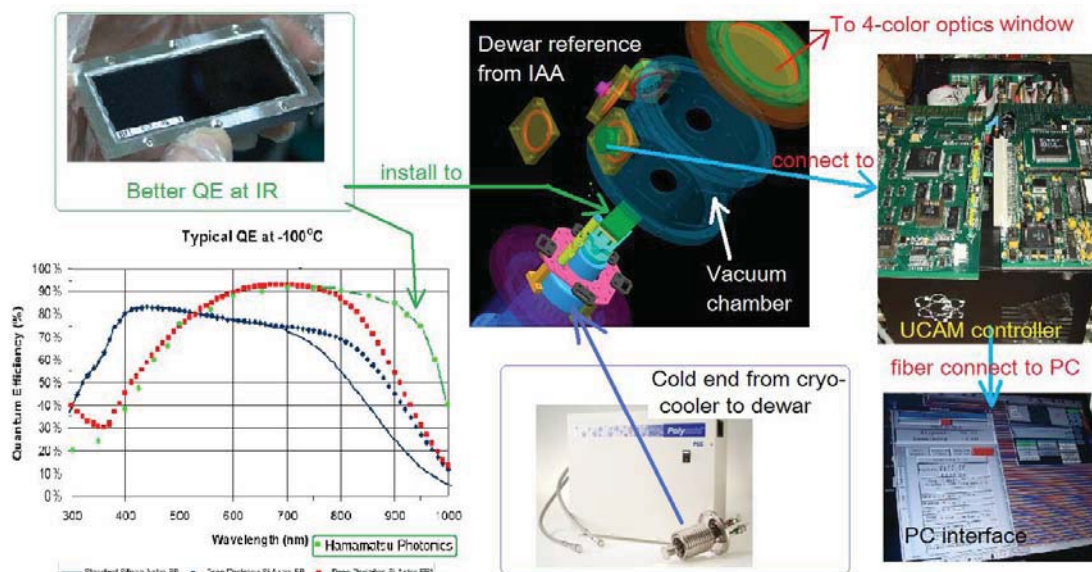 Better QE at IR
install to
Dewar reference
from IAA
To 4-color optics window
connect to
Vacuum
chamber
UCAM controller
fiber connect to PC
PC interface
Cold end from cryo-
cooler to dewar
Poly
Typical QE at -100°C
Quantum Efficiency (%)
100%
90%
80%
70%
60%
50%
40%
30%
20%
10%
0%
300 400 500 600 700 800 900 1000
Wavelength (nm)
Hamamatsu Photonics